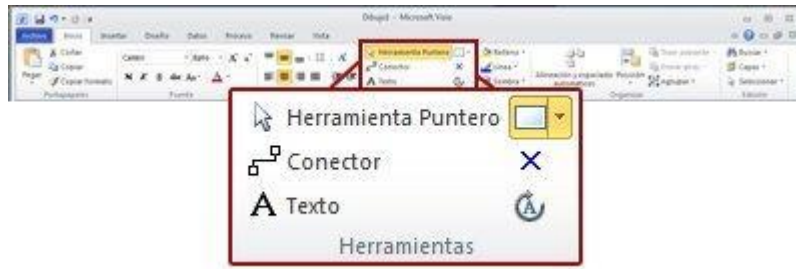 Dibujo1 - Microsoft Visio
Archivo Inicio Insertar Diseño Datos Proceso Revisar Vista
Cortar
Copiar
Copiar formato
Pegar
Portapapeles
Calibri
N K S
Fuente
Herramienta Puntero
Conector
Texto
Relleno
Línea
Sombra
Alineación y espaciado automáticos
Posición
Agrupar
Organizar
Buscar
Capas
Seleccionar
Edición
Herramienta Puntero
Conector
Texto
Herramientas